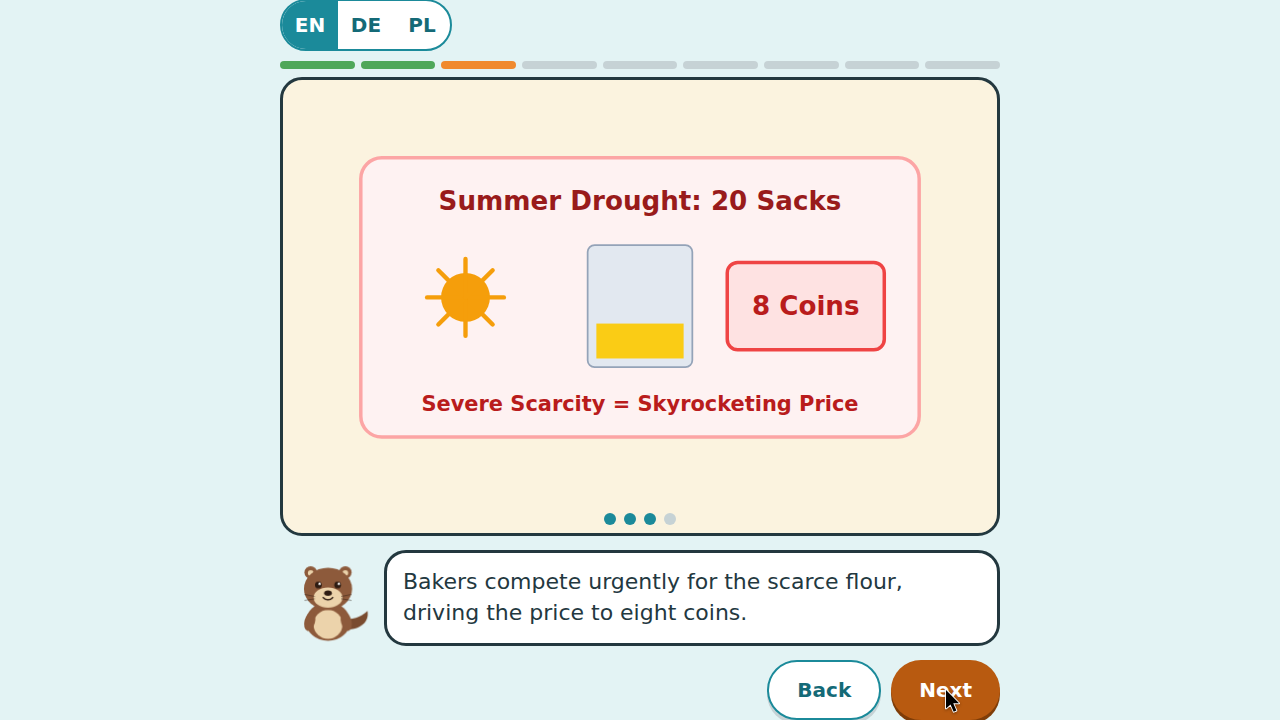 EN DE PL
Summer Drought: 20 Sacks
8 Coins
Severe Scarcity = Skyrocketing Price
Bakers compete urgently for the scarce flour,
driving the price to eight coins.
Back Next